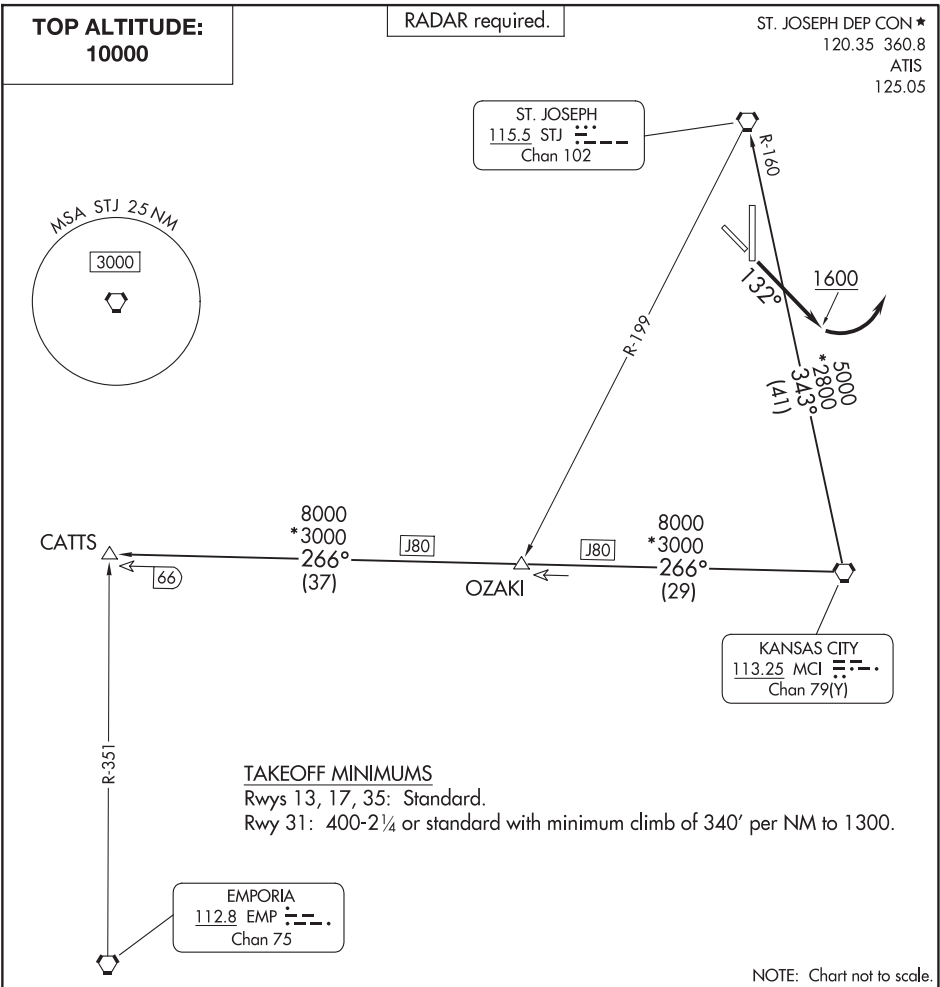 TOP ALTITUDE:
10000
RADAR required.
ST. JOSEPH DEP CON ★
120.35 360.8
ATIS
125.05
ST. JOSEPH
115.5 STJ
Chan 102
R-160
MSA STJ 25 NM
3000
132°
1600
R-199
5000
*2800
343°
(41)
CATTS
66
8000
*3000
266°
(37)
J80
OZAKI
J80
8000
*3000
266°
(29)
KANSAS CITY
113.25 MCI
Chan 79(Y)
R-351
TAKEOFF MINIMUMS
Rwys 13, 17, 35: Standard.
Rwy 31: 400-2¼ or standard with minimum climb of 340' per NM to 1300.
EMPORIA
112.8 EMP
Chan 75
NOTE: Chart not to scale.